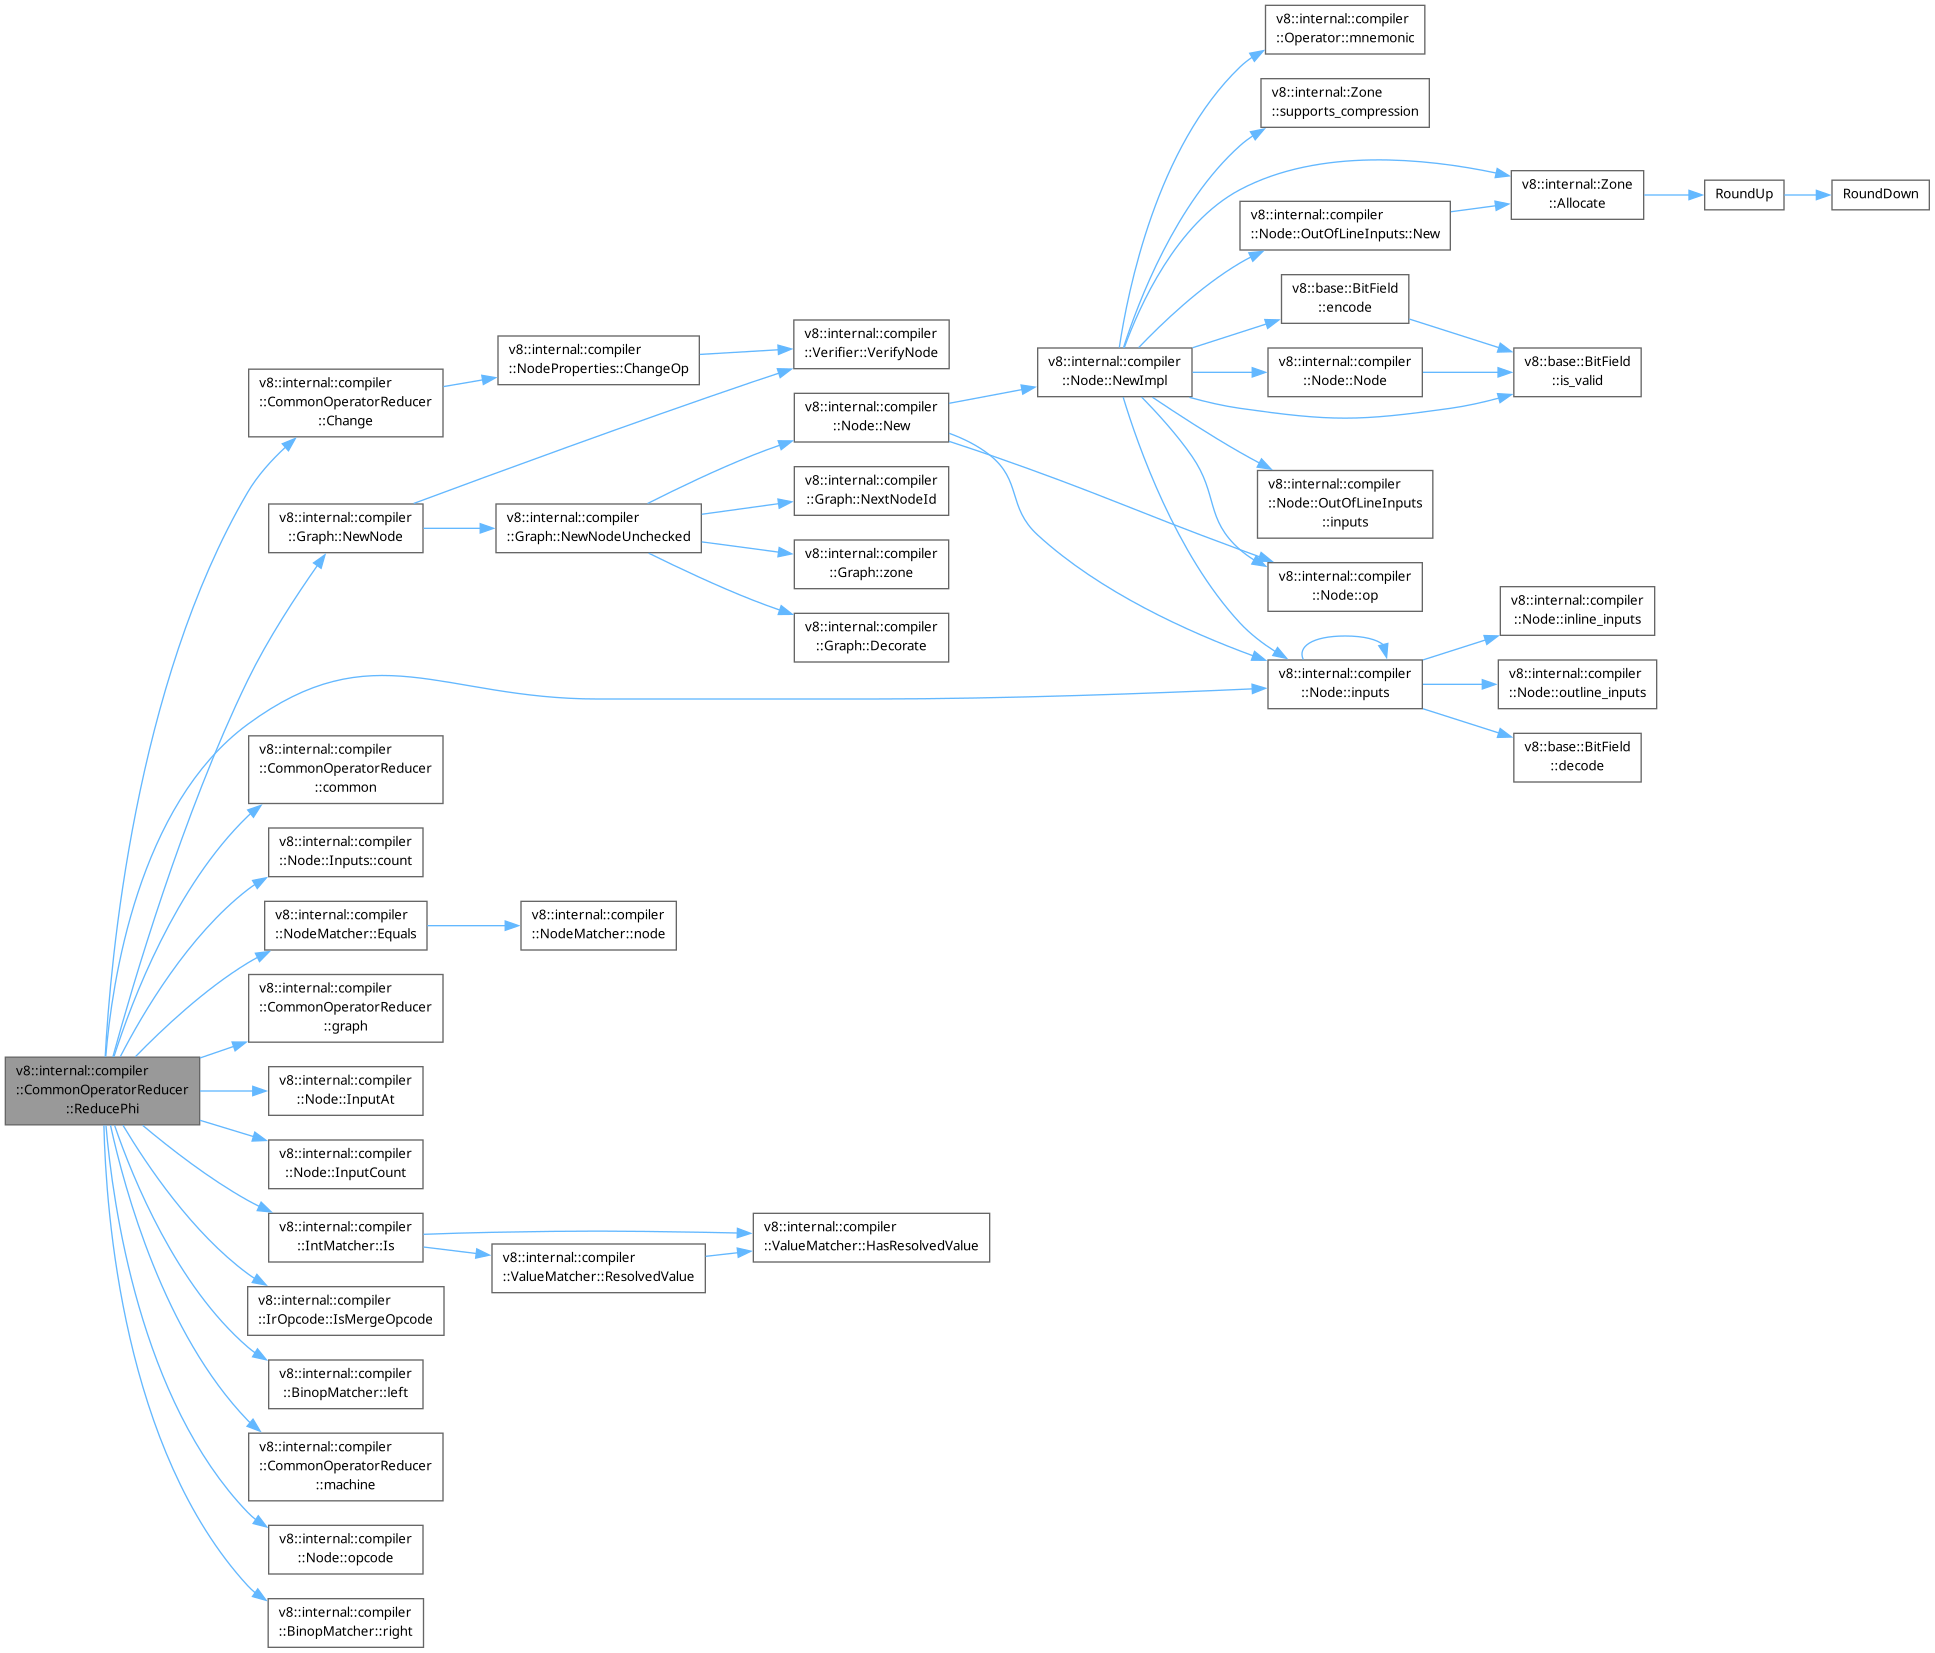 v8::internal::compiler
::Operator::mnemonic
v8::internal::Zone
::supports_compression
v8::internal::Zone
::Allocate
RoundUp
RoundDown
v8::internal::compiler
::Node::OutOfLineInputs::New
v8::base::BitField
::encode
v8::internal::compiler
::Verifier::VerifyNode
v8::internal::compiler
::NodeProperties::ChangeOp
v8::internal::compiler
::Node::NewImpl
v8::internal::compiler
::Node::Node
v8::base::BitField
::is_valid
v8::internal::compiler
::CommonOperatorReducer
::Change
v8::internal::compiler
::Node::New
v8::internal::compiler
::Graph::NextNodeId
v8::internal::compiler
::Node::OutOfLineInputs
::inputs
v8::internal::compiler
::Graph::NewNode
v8::internal::compiler
::Graph::NewNodeUnchecked
v8::internal::compiler
::Graph::zone
v8::internal::compiler
::Node::op
v8::internal::compiler
::Graph::Decorate
v8::internal::compiler
::Node::inline_inputs
v8::internal::compiler
::Node::inputs
v8::internal::compiler
::Node::outline_inputs
v8::base::BitField
::decode
v8::internal::compiler
::CommonOperatorReducer
::common
v8::internal::compiler
::Node::Inputs::count
v8::internal::compiler
::NodeMatcher::Equals
v8::internal::compiler
::NodeMatcher::node
v8::internal::compiler
::CommonOperatorReducer
::graph
v8::internal::compiler
::CommonOperatorReducer
::ReducePhi
v8::internal::compiler
::Node::InputAt
v8::internal::compiler
::Node::InputCount
v8::internal::compiler
::IntMatcher::Is
v8::internal::compiler
::ValueMatcher::HasResolvedValue
v8::internal::compiler
::ValueMatcher::ResolvedValue
v8::internal::compiler
::IrOpcode::IsMergeOpcode
v8::internal::compiler
::BinopMatcher::left
v8::internal::compiler
::CommonOperatorReducer
::machine
v8::internal::compiler
::Node::opcode
v8::internal::compiler
::BinopMatcher::right